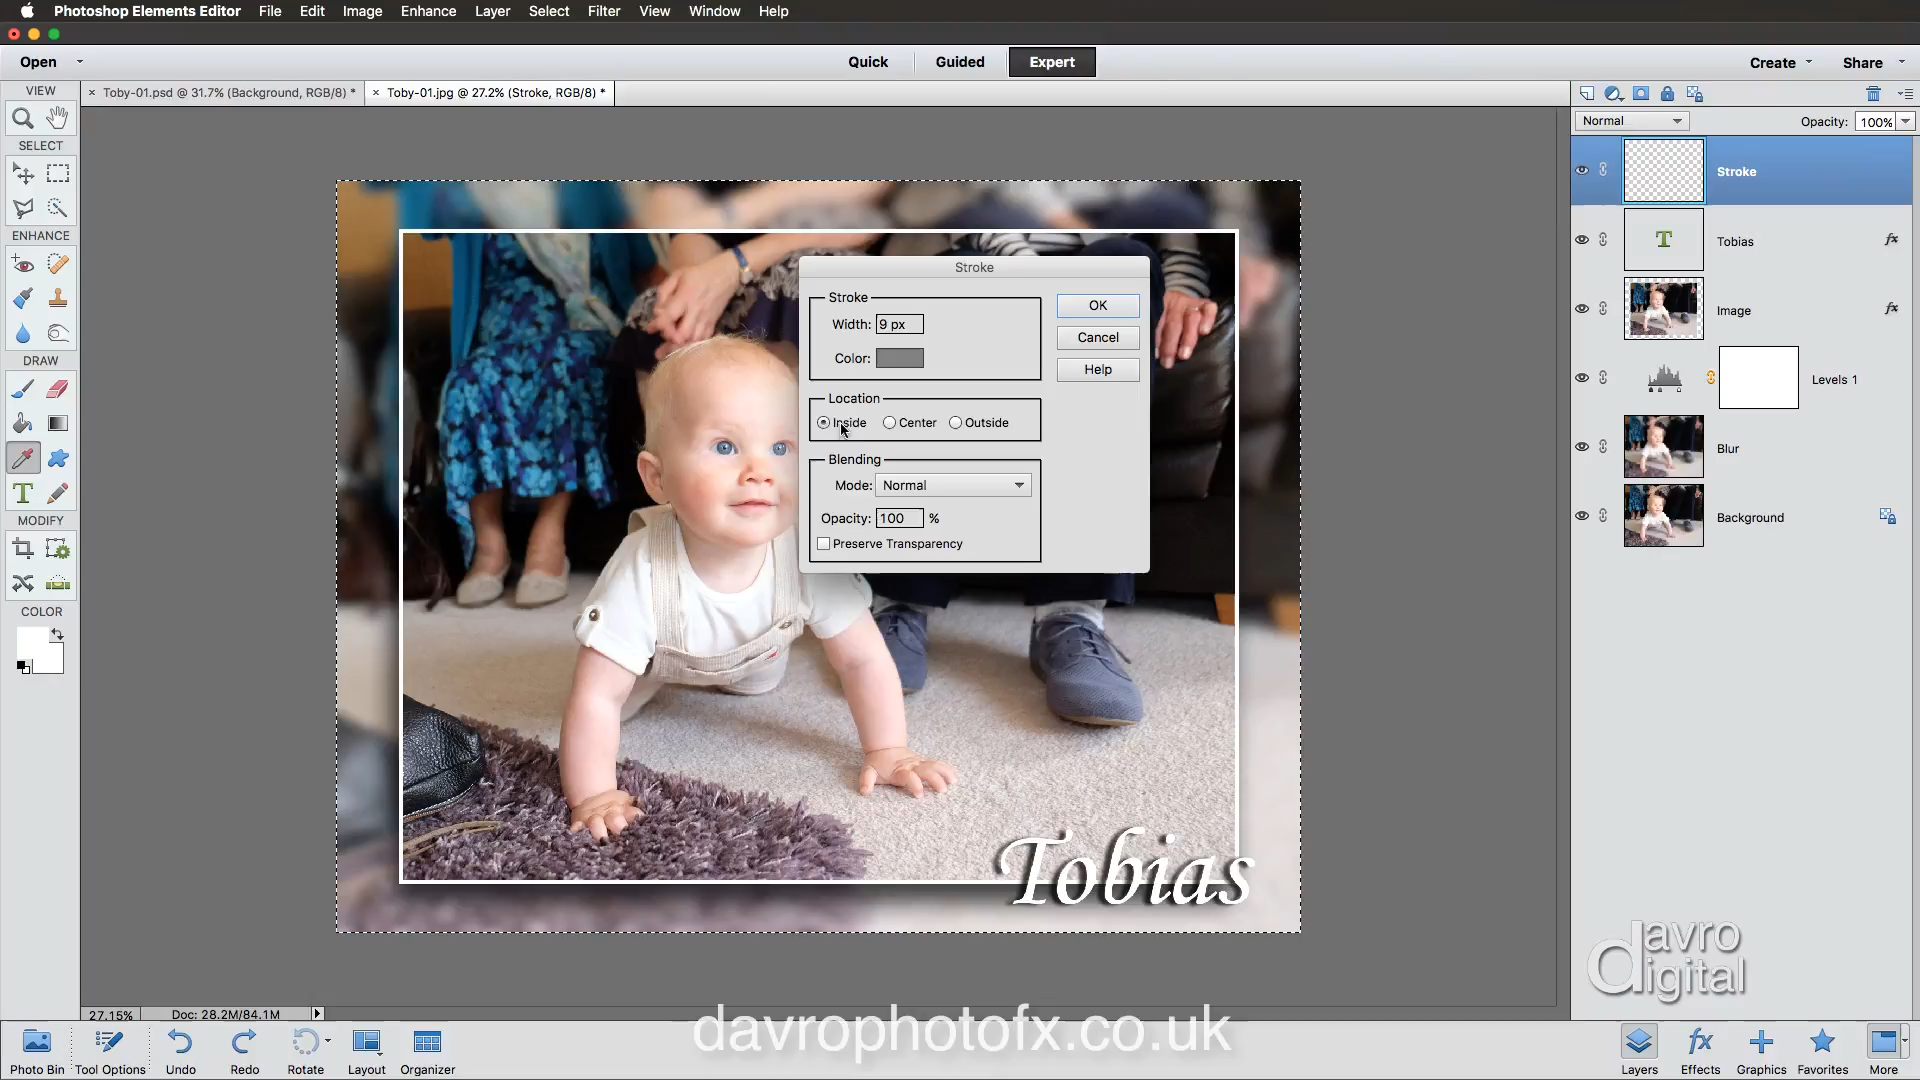 Photoshop Elements Editor File Edit Image Enhance Layer Select Filter View Window Help
Open Quick Guided Expert Create Share
× Toby-01.psd @ 31.7% (Background, RGB/8) * × Toby-01.jpg @ 27.2% (Stroke, RGB/8) *
VIEW
SELECT
ENHANCE
DRAW
T
MODIFY
COLOR
Stroke
Stroke
Width: 9 px
Color:
OK
Cancel
Help
Location
Inside Center Outside
Blending
Mode: Normal
Opacity: 100 %
Preserve Transparency
Tobias
Normal Opacity: 100%
Stroke
T Tobias fx
Image fx
Levels 1
Blur
Background
davro
digital
27.15% Doc: 28.2M/84.1M
davrophotofx.co.uk
Photo Bin Tool Options Undo Redo Rotate Layout Organizer
fx
Layers Effects Graphics Favorites More